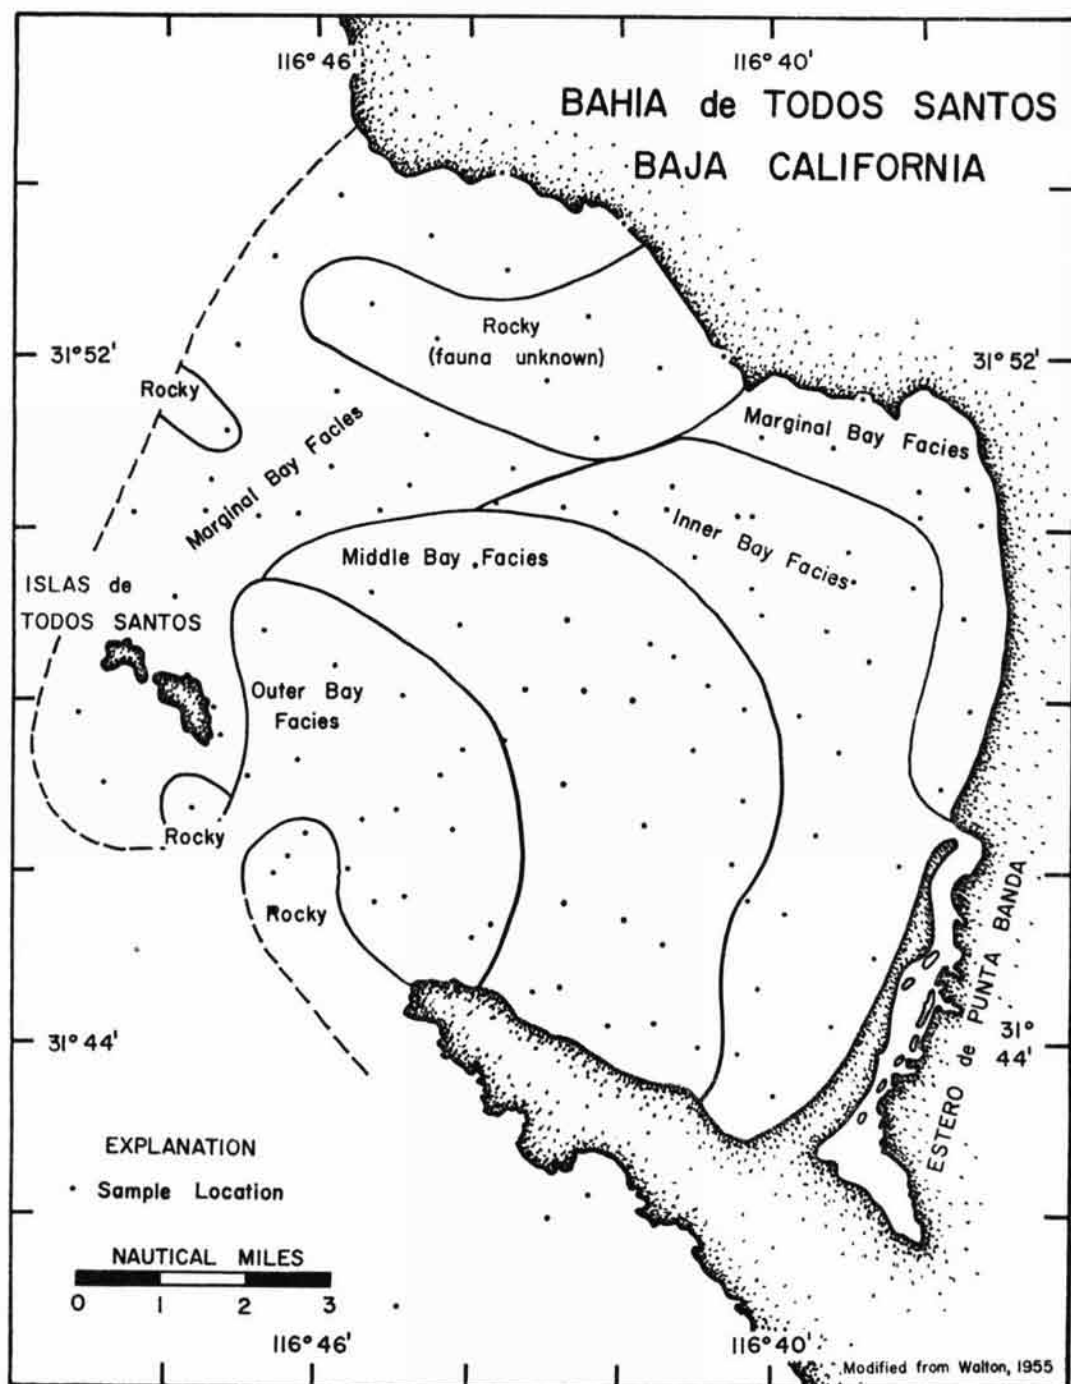 116° 46'
116° 40'
BAHIA de TODOS SANTOS
BAJA CALIFORNIA
31°52'
31°52'
Rocky
(fauna unknown)
Rocky
Marginal Bay Facies
Marginal Bay Facies
Inner Bay Facies
Middle Bay Facies
ISLAS de
TODOS SANTOS
Outer Bay
Facies
Rocky
Rocky
ESTERO de PUNTA BANDA
31°44'
31°
44'
EXPLANATION
Sample Location
NAUTICAL MILES
0 1 2 3
116° 46'
116° 40'
Modified from Walton, 1955